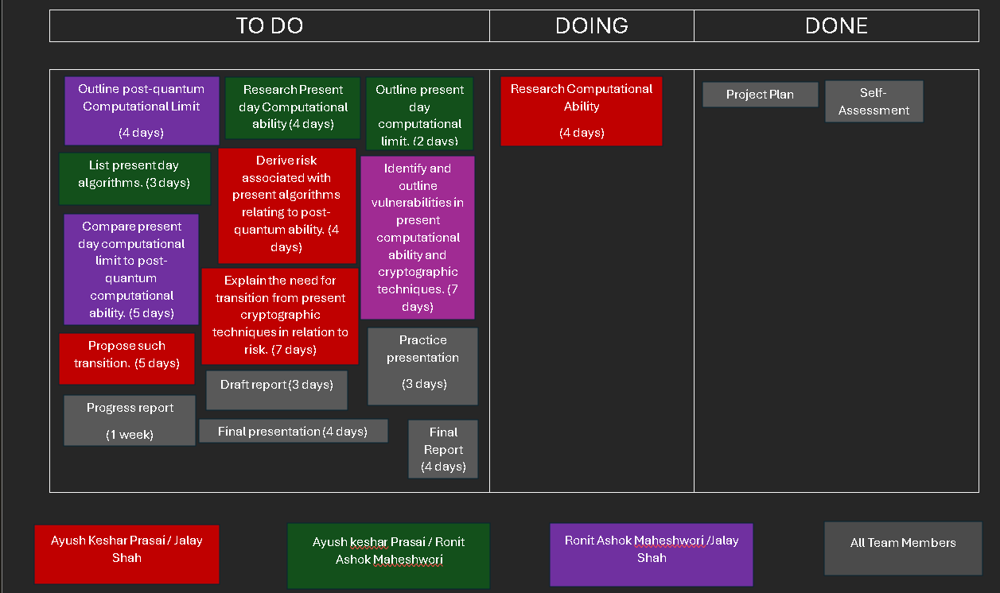 TO DO
DOING
DONE
Outline post-quantum
Computational Limit
(4 days)
Research Present
day Computational
ability (4 days)
Outline present
day
computational
limit. (2 days)
Research Computational
Ability
(4 days)
Project Plan
Self-
Assessment
List present day
algorithms. (3 days)
Derive risk
associated with
present algorithms
relating to post-
quantum ability. (4
days)
Identify and
outline
vulnerabilities in
present
computational
ability and
cryptographic
techniques. (7
days)
Compare present
day computational
limit to post-
quantum
computational
ability. (5 days)
Explain the need for
transition from present
cryptographic
techniques in relation to
risk. (7 days)
Propose such
transition. (5 days)
Practice
presentation
(3 days)
Draft report (3 days)
Progress report
(1 week)
Final presentation (4 days)
Final
Report
(4 days)
Ayush Keshar Prasai / Jalay
Shah
Ayush keshar Prasai / Ronit
Ashok Maheshwori
Ronit Ashok Maheshwori /Jalay
Shah
All Team Members